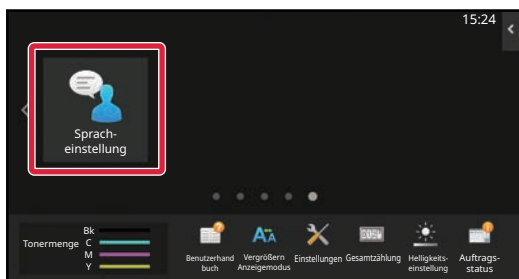 15:24
Sprach-
einstellung
Bk
Tonermenge C
M
Y
Benutzerhand
buch
Vergrößern
Anzeigemodus
Einstellungen
Gesamtzählung
Helligkeits-
einstellung
Auftrags-
status